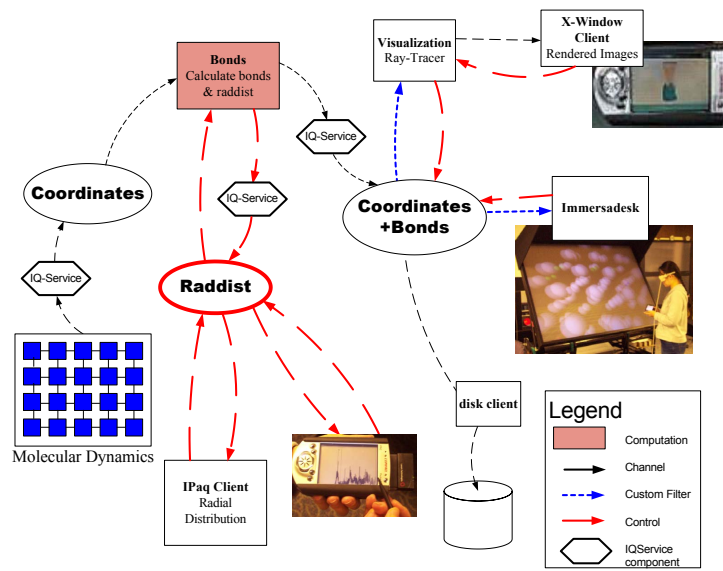 X-Window
Client
Rendered Images
Visualization
Ray-Tracer
Bonds
Calculate bonds
& raddist
IQ-Service
Coordinates
IQ-Service
Coordinates
+Bonds
Immersadesk
IQ-Service
Raddist
Molecular Dynamics
IPaq Client
Radial
Distribution
disk client
Legend
Computation
Channel
Custom Filter
Control
IQService
component